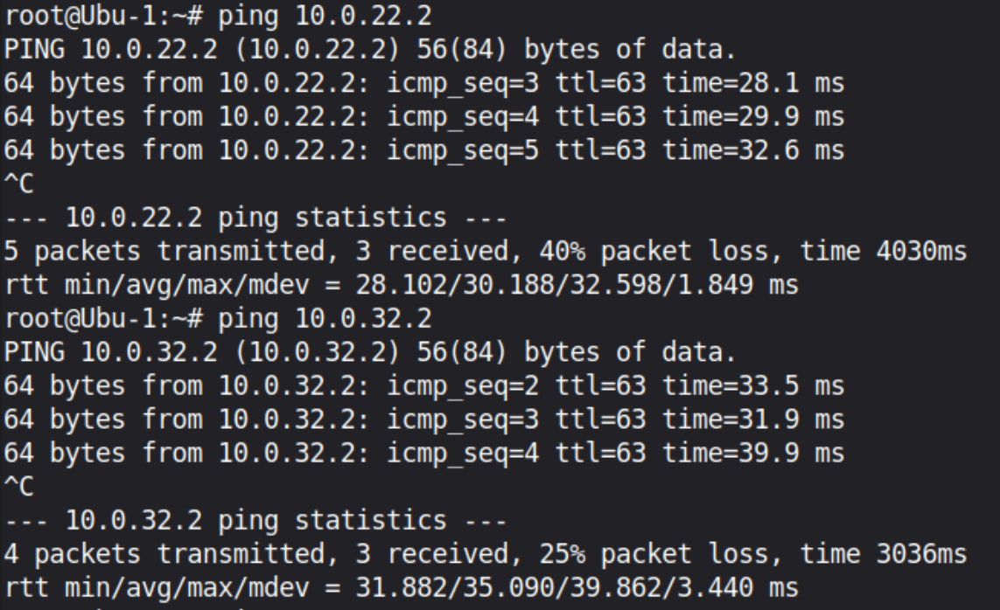 root@Ubu-1:~# ping 10.0.22.2
PING 10.0.22.2 (10.0.22.2) 56(84) bytes of data.
64 bytes from 10.0.22.2: icmp_seq=3 ttl=63 time=28.1 ms
64 bytes from 10.0.22.2: icmp_seq=4 ttl=63 time=29.9 ms
64 bytes from 10.0.22.2: icmp_seq=5 ttl=63 time=32.6 ms
^C
--- 10.0.22.2 ping statistics ---
5 packets transmitted, 3 received, 40% packet loss, time 4030ms
rtt min/avg/max/mdev = 28.102/30.188/32.598/1.849 ms
root@Ubu-1:~# ping 10.0.32.2
PING 10.0.32.2 (10.0.32.2) 56(84) bytes of data.
64 bytes from 10.0.32.2: icmp_seq=2 ttl=63 time=33.5 ms
64 bytes from 10.0.32.2: icmp_seq=3 ttl=63 time=31.9 ms
64 bytes from 10.0.32.2: icmp_seq=4 ttl=63 time=39.9 ms
^C
--- 10.0.32.2 ping statistics ---
4 packets transmitted, 3 received, 25% packet loss, time 3036ms
rtt min/avg/max/mdev = 31.882/35.090/39.862/3.440 ms